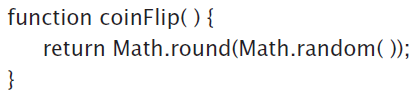 function coinFlip( ) {
return Math.round(Math.random( ));
}